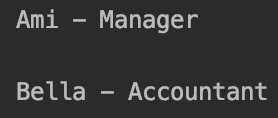 Ami – Manager
Bella – Accountant